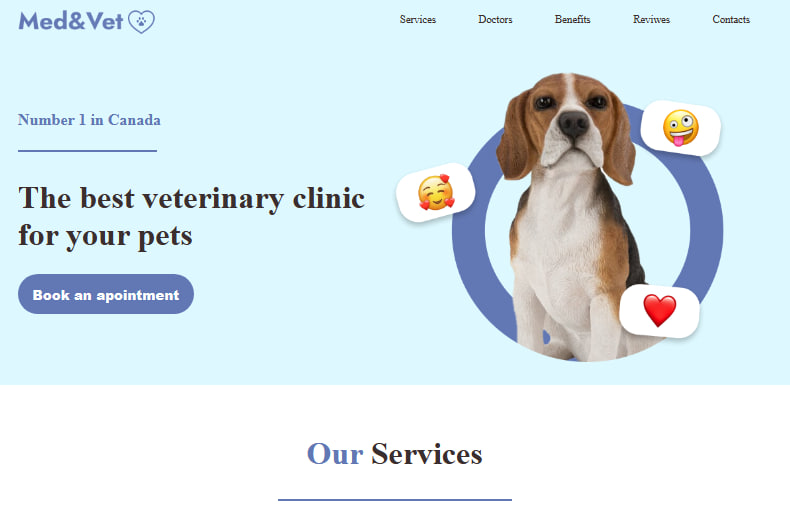 Med&Vet
Services Doctors Benefits Reviwes Contacts
Number 1 in Canada
The best veterinary clinic
for your pets
Book an apointment
Our Services